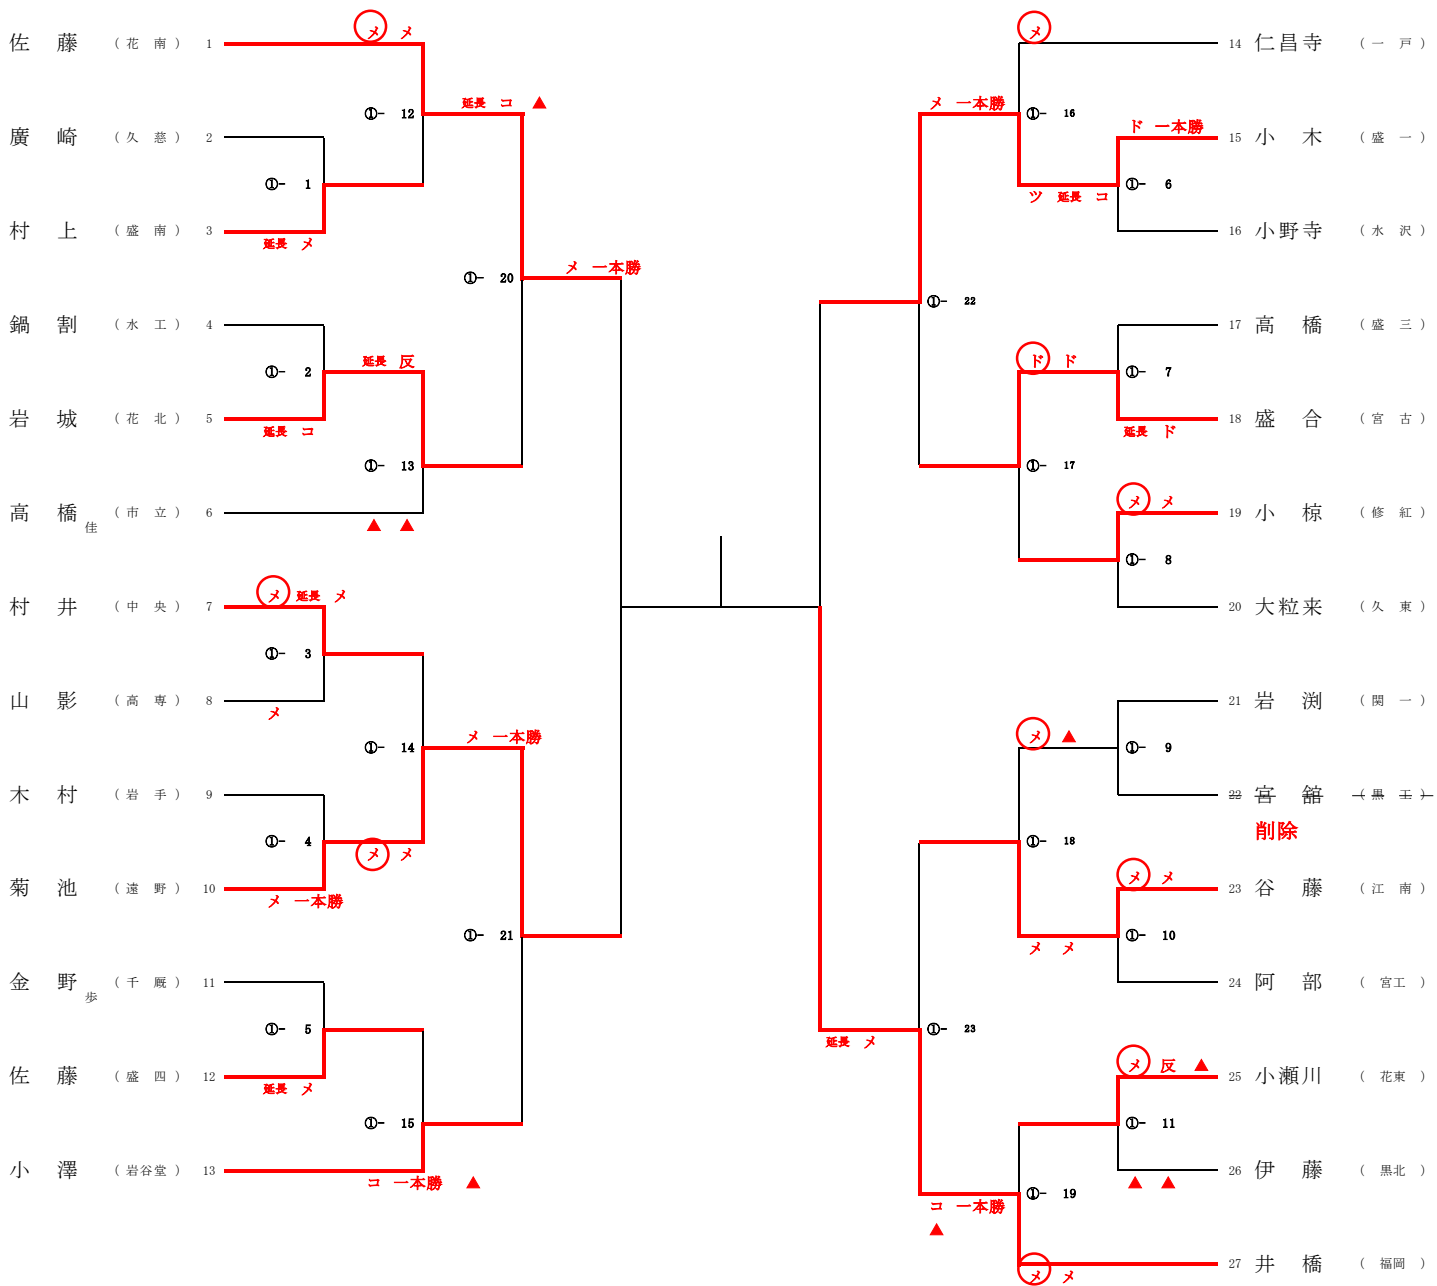 佐 藤 （ 花 南 ） 1
メ メ
①- 12
延長 コ ▲
廣 崎 （ 久 慈 ） 2
①- 1
村 上 （ 盛 南 ） 3
延長 メ
①- 20
メ 一本勝
鍋 割 （ 水 工 ） 4
①- 2
延長 反
岩 城 （ 花 北 ） 5
延長 コ
①- 13
高 橋 佳 （ 市 立 ） 6
▲ ▲
村 井 （ 中 央 ） 7
メ 延長 メ
①- 3
山 影 （ 高 専 ） 8
メ
①- 14
メ 一本勝
木 村 （ 岩 手 ） 9
①- 4
メ メ
菊 池 （ 遠 野 ） 10
メ 一本勝
①- 21
金 野 歩 （ 千 厩 ） 11
①- 5
佐 藤 （ 盛 四 ） 12
延長 メ
①- 15
小 澤 （ 岩谷堂 ） 13
コ 一本勝 ▲
メ
14 仁昌寺 （ 一 戸 ）
メ 一本勝
①- 16
ド 一本勝
15 小 木 （ 盛 一 ）
①- 6
ツ 延長 コ
16 小野寺 （ 水 沢 ）
①- 22
17 高 橋 （ 盛 三 ）
ド ド
①- 7
18 盛 合 （ 宮 古 ）
延長 ド
①- 17
メ メ
19 小 椋 （ 修 紅 ）
①- 8
20 大粒来 （ 久 東 ）
21 岩 渕 （ 関 一 ）
メ ▲
①- 9
22 宮 舘 （ 黒 工 ）
削除
①- 18
メ メ
23 谷 藤 （ 江 南 ）
①- 10
メ メ
24 阿 部 （ 宮工 ）
①- 23
延長 メ
メ 反 ▲
25 小瀬川 （ 花東 ）
①- 11
26 伊 藤 （ 黒北 ）
▲ ▲
①- 19
コ 一本勝
▲
27 井 橋 （ 福岡 ）
メ メ